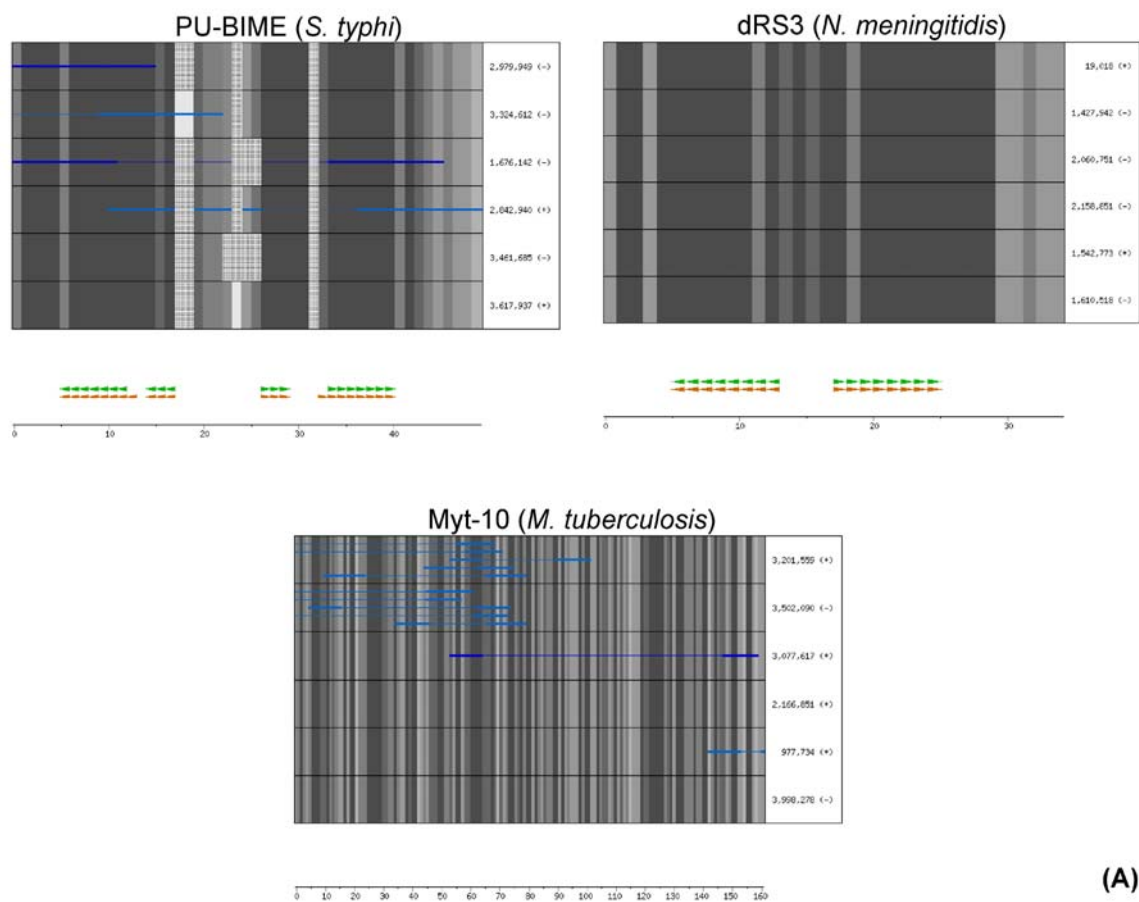 PU-BIME (S. typhi)
2,979,949 (-)
3,324,612 (-)
1,676,142 (-)
2,842,940 (+)
3,461,685 (-)
3,617,937 (+)
0 10 20 30 40
dRS3 (N. meningitidis)
19,018 (+)
1,427,942 (-)
2,060,751 (-)
2,158,851 (-)
1,542,773 (+)
1,610,518 (-)
0 10 20 30
Myt-10 (M. tuberculosis)
3,201,559 (+)
3,502,090 (-)
3,077,617 (+)
2,166,851 (+)
977,734 (+)
3,998,278 (-)
0 10 20 30 40 50 60 70 80 90 100 110 120 130 140 150 160
(A)